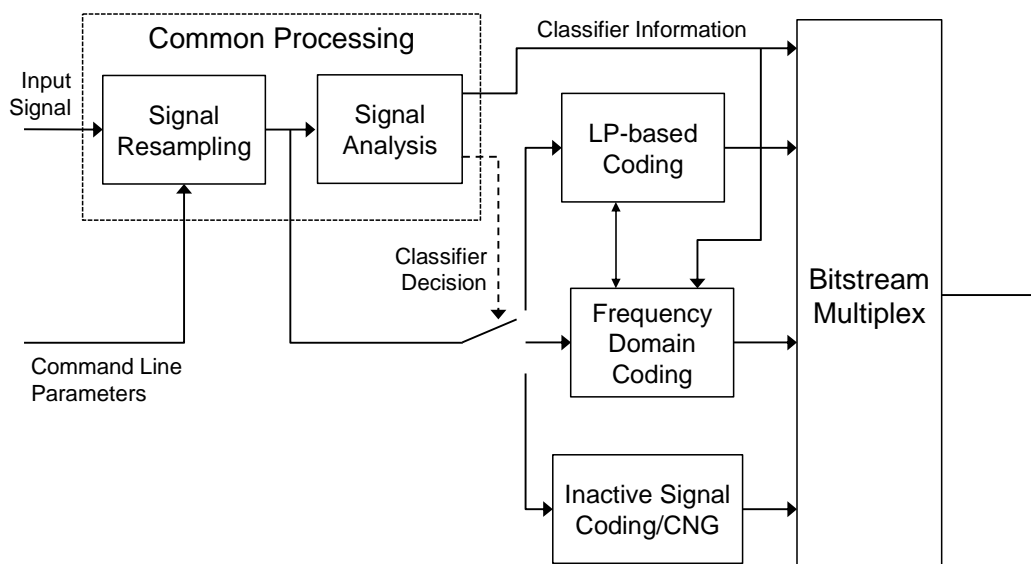 Common Processing
Classifier Information
Input
Signal
Signal
Resampling
Signal
Analysis
LP-based
Coding
Classifier
Decision
Bitstream
Multiplex
Frequency
Domain
Coding
Command Line
Parameters
Inactive Signal
Coding/CNG